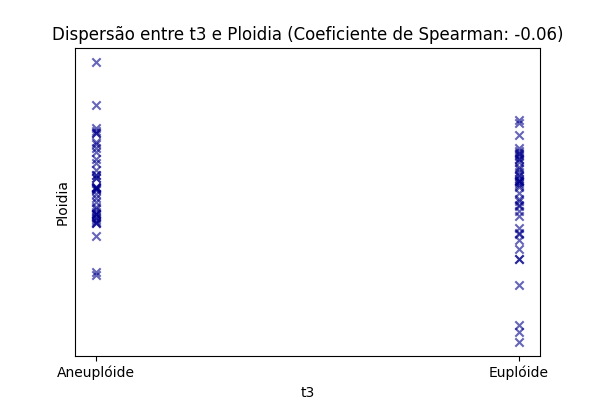 Dispersão entre t3 e Ploidia (Coeficiente de Spearman: -0.06)
Ploidia
Aneuplóide
Euplóide
t3